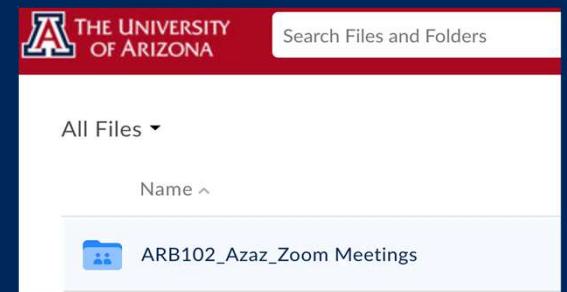 A THE UNIVERSITY
OF ARIZONA
Search Files and Folders
All Files
Name
ARB102_Azaz_Zoom Meetings